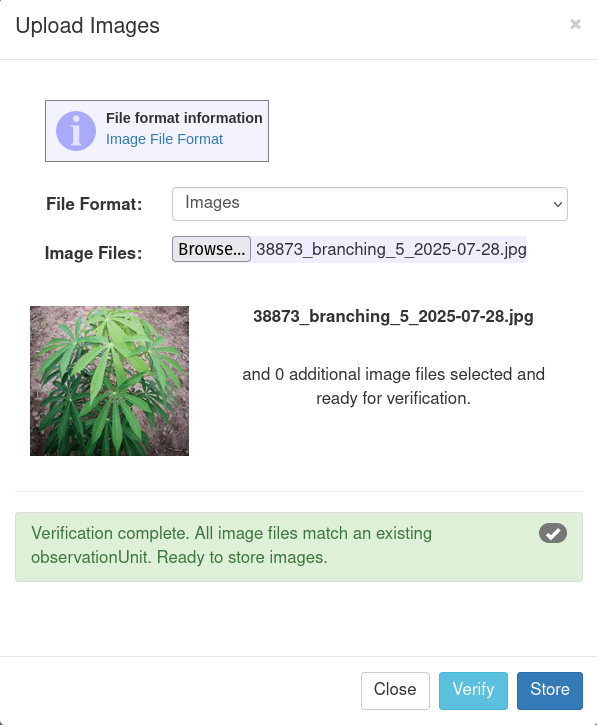 Upload Images
×
File format information
Image File Format
File Format:
Images
Image Files:
Browse...
38873_branching_5_2025-07-28.jpg
38873_branching_5_2025-07-28.jpg
and 0 additional image files selected and
ready for verification.
Verification complete. All image files match an existing
observationUnit. Ready to store images.
Close
Verify
Store